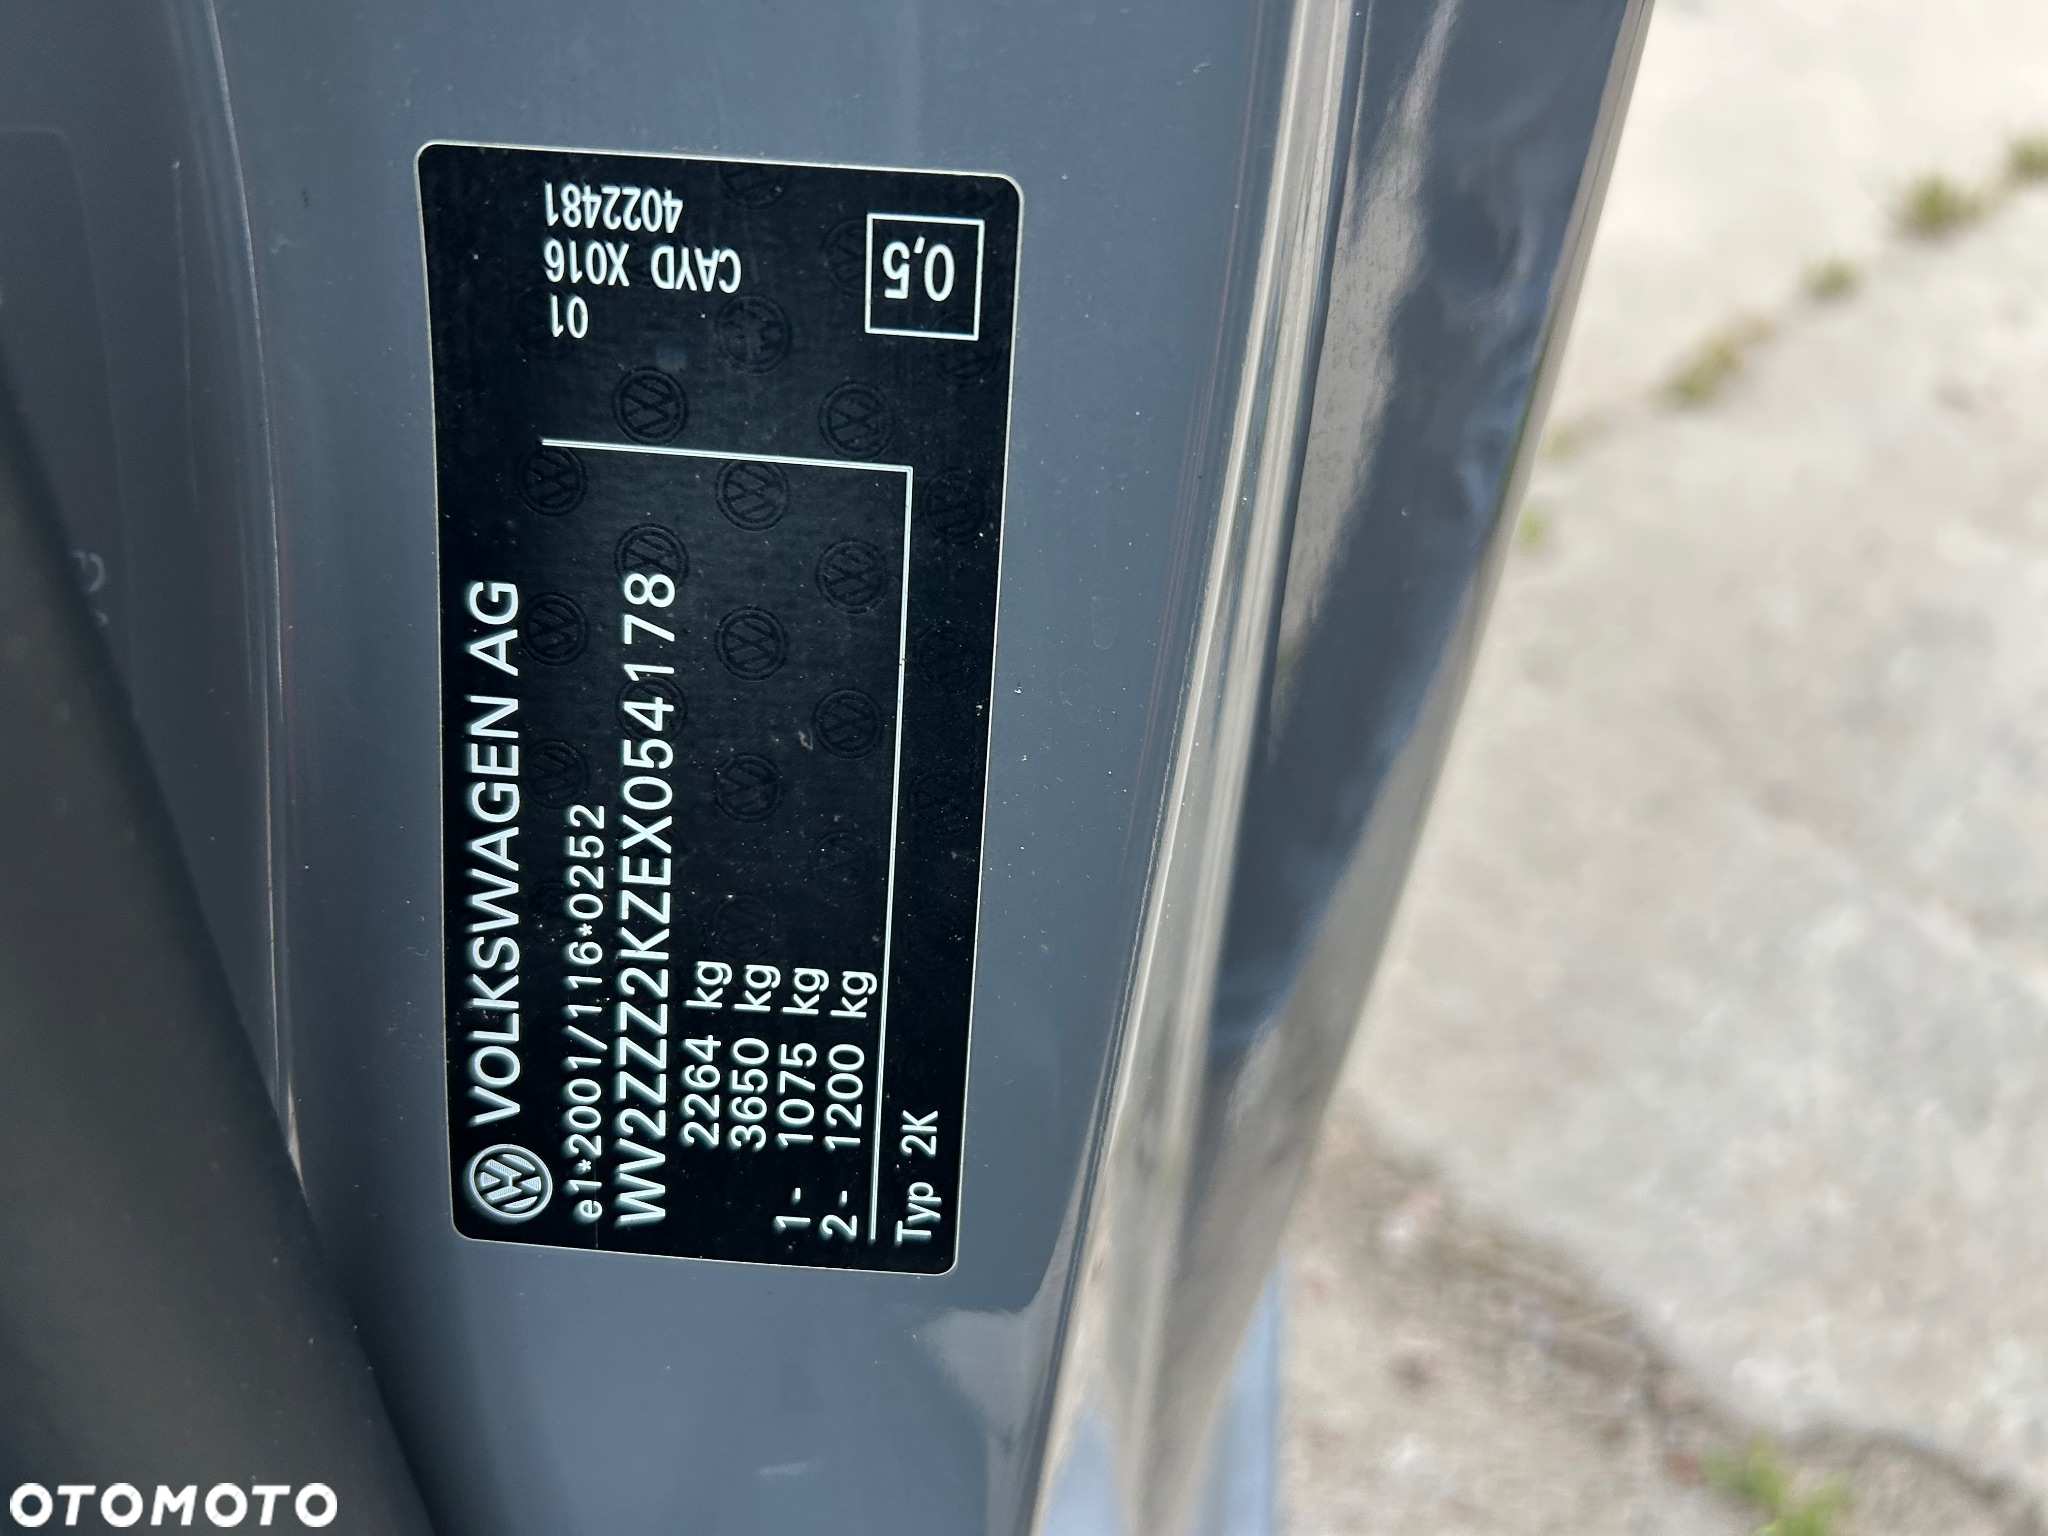 VOLKSWAGEN AG
e1*2001/116*0252
WV2ZZZ2KZEX054178
2264 kg
3650 kg
1- 1075 kg
2- 1200 kg
Typ 2K
4022481
CAYD X016
01
0,5
OTOMOTO